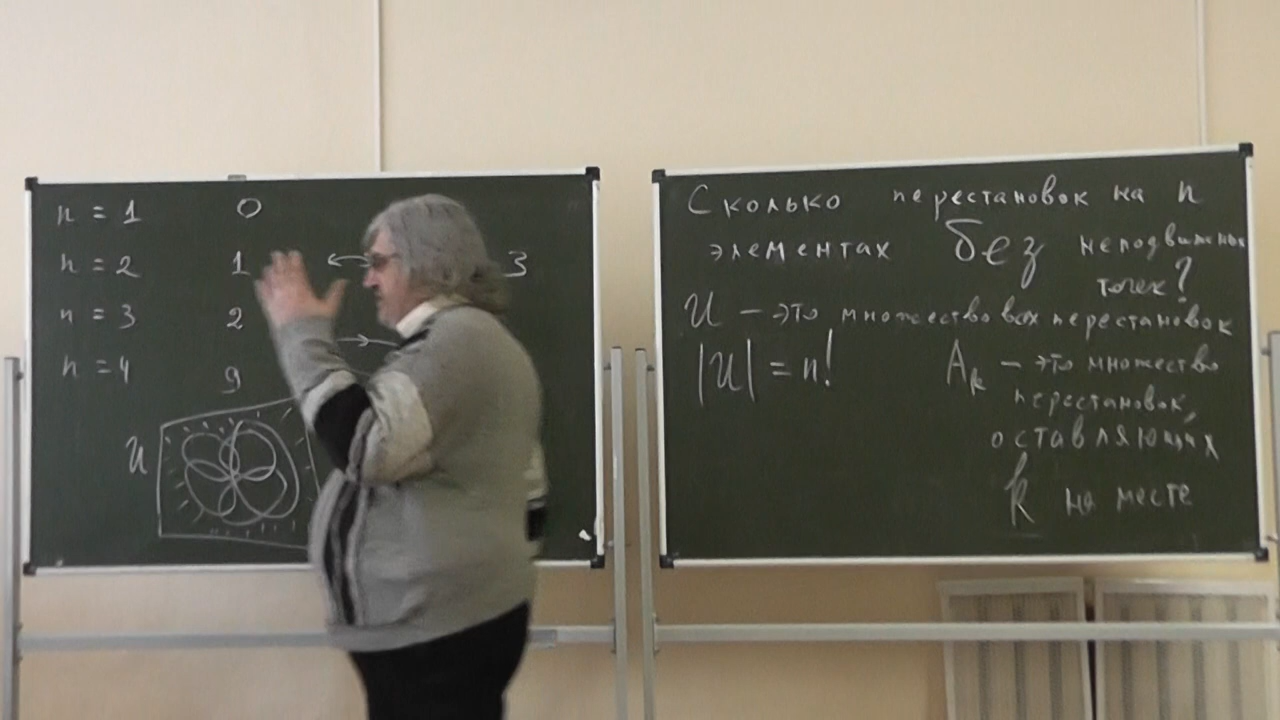 n = 1 0
n = 2 1 3
n = 3 2
n = 4 9
U
Сколько перестановок на n
элементах без неподвижных
точек?
U – это множество всех перестановок
|U| = n! A_k – это множество
перестановок,
оставляющих
k на месте